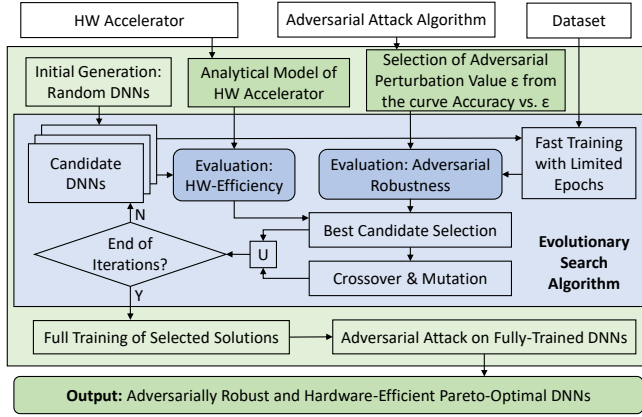 HW Accelerator
Adversarial Attack Algorithm
Dataset
Initial Generation:
Random DNNs
Analytical Model of
HW Accelerator
Selection of Adversarial
Perturbation Value ε from
the curve Accuracy vs. ε
Candidate
DNNs
Evaluation:
HW-Efficiency
Evaluation: Adversarial
Robustness
Fast Training
with Limited
Epochs
N
End of
Iterations?
U
Best Candidate Selection
Crossover & Mutation
Evolutionary
Search
Algorithm
Y
Full Training of Selected Solutions
Adversarial Attack on Fully-Trained DNNs
Output: Adversarially Robust and Hardware-Efficient Pareto-Optimal DNNs